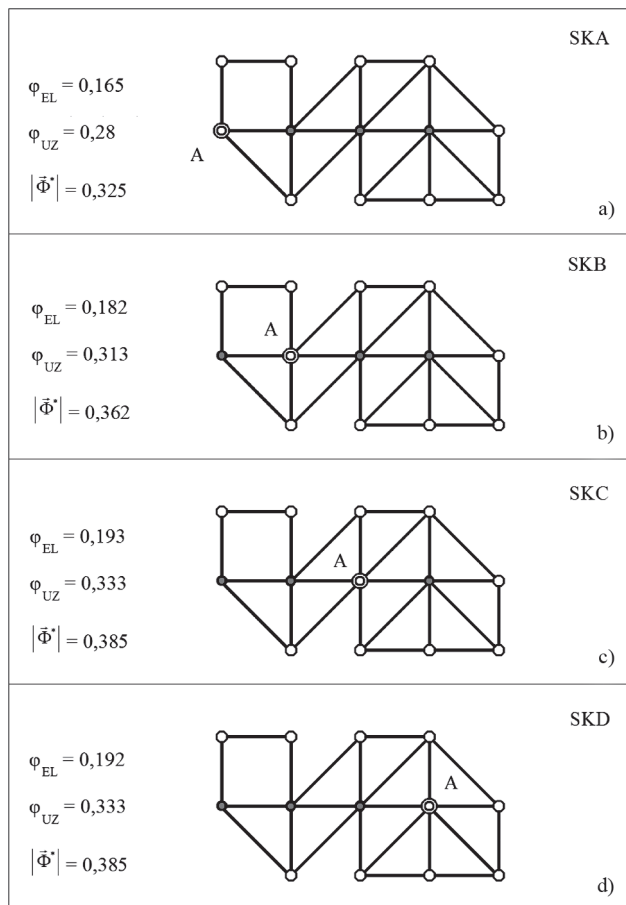 SKA
φEL = 0,165
φUZ = 0,28
A
|Φ⃗*| = 0,325
a)
SKB
φEL = 0,182
A
φUZ = 0,313
|Φ⃗*| = 0,362
b)
SKC
φEL = 0,193
A
φUZ = 0,333
|Φ⃗*| = 0,385
c)
SKD
φEL = 0,192
A
φUZ = 0,333
|Φ⃗*| = 0,385
d)